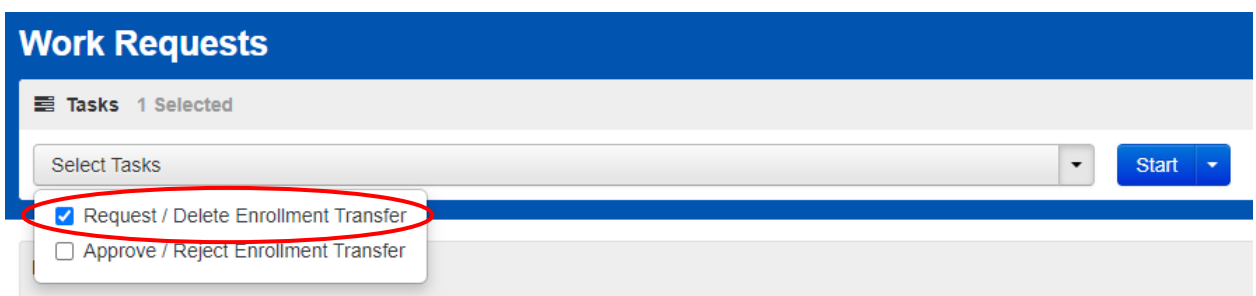 Work Requests
Tasks 1 Selected
Select Tasks
Start
Request / Delete Enrollment Transfer
Approve / Reject Enrollment Transfer